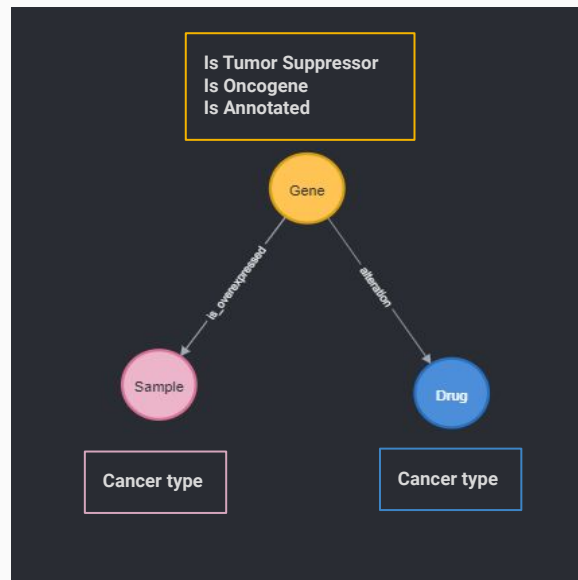 Is Tumor Suppressor
Is Oncogene
Is Annotated
Gene
is_overexpressed
alteration
Sample
Drug
Cancer type
Cancer type